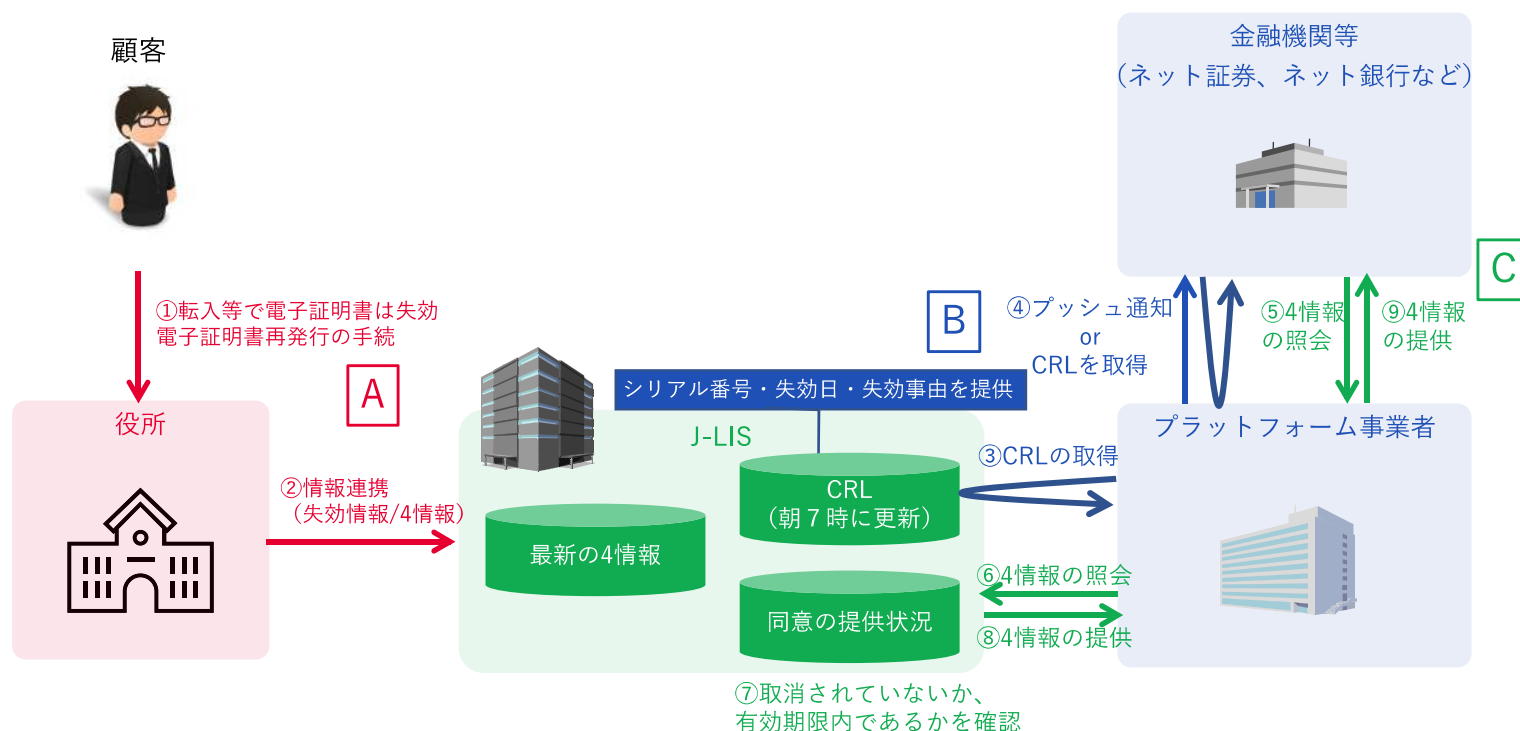 顧客
①転入等で電子証明書は失効
電子証明書再発行の手続
A
役所
②情報連携
（失効情報/4情報）
シリアル番号・失効日・失効事由を提供
J-LIS
最新の4情報
CRL
（朝７時に更新）
同意の提供状況
⑦取消されていないか、
有効期限内であるかを確認
B
③CRLの取得
④プッシュ通知
or
CRLを取得
⑥4情報の照会
⑧4情報の提供
金融機関等
（ネット証券、ネット銀行など）
C
⑤4情報
の照会
⑨4情報
の提供
プラットフォーム事業者